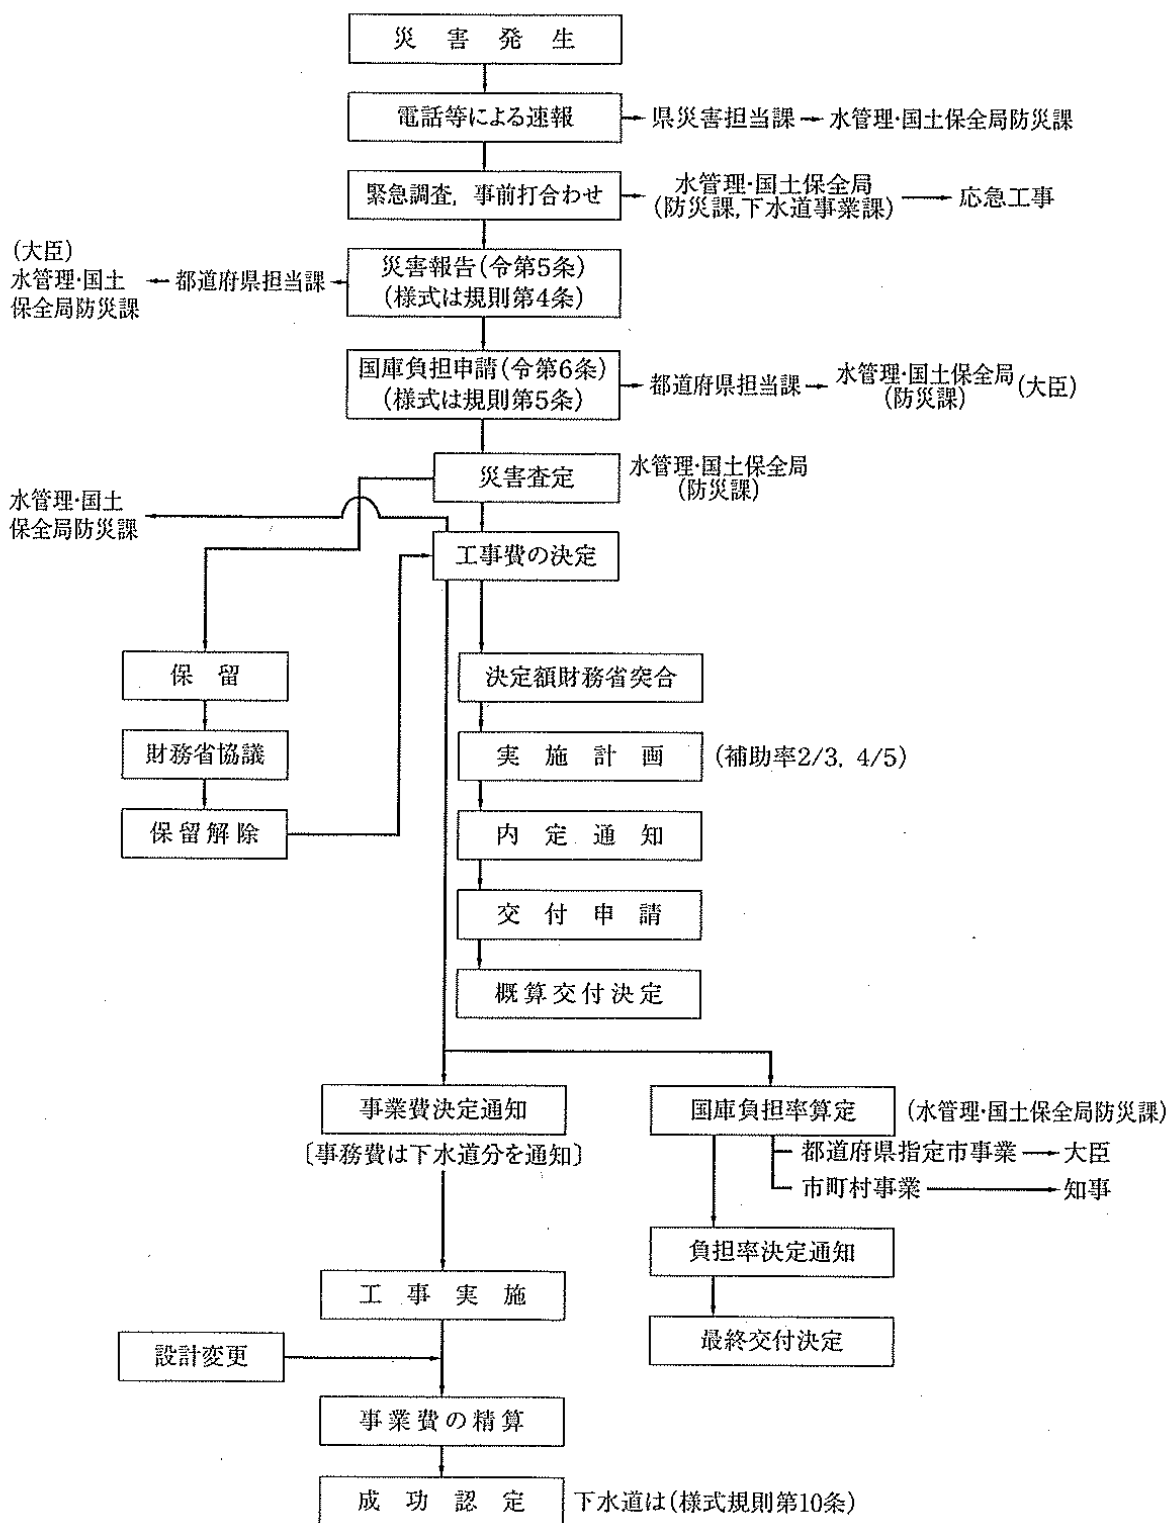 災害発生
電話等による速報
県災害担当課
水管理・国土保全局防災課
緊急調査，事前打合わせ
水管理・国土保全局
(防災課,下水道事業課)
応急工事
災害報告(令第5条)
(様式は規則第4条)
都道府県担当課
(大臣)
水管理・国土
保全局防災課
国庫負担申請(令第6条)
(様式は規則第5条)
都道府県担当課
水管理・国土保全局
(防災課)
(大臣)
災害査定
水管理・国土保全局
(防災課)
水管理・国土
保全局防災課
工事費の決定
保留
財務省協議
保留解除
決定額財務省突合
実施計画
(補助率2/3, 4/5)
内定通知
交付申請
概算交付決定
事業費決定通知
〔事務費は下水道分を通知〕
国庫負担率算定
(水管理・国土保全局防災課)
都道府県指定市事業
大臣
市町村事業
知事
負担率決定通知
最終交付決定
工事実施
設計変更
事業費の精算
成功認定
下水道は(様式規則第10条)